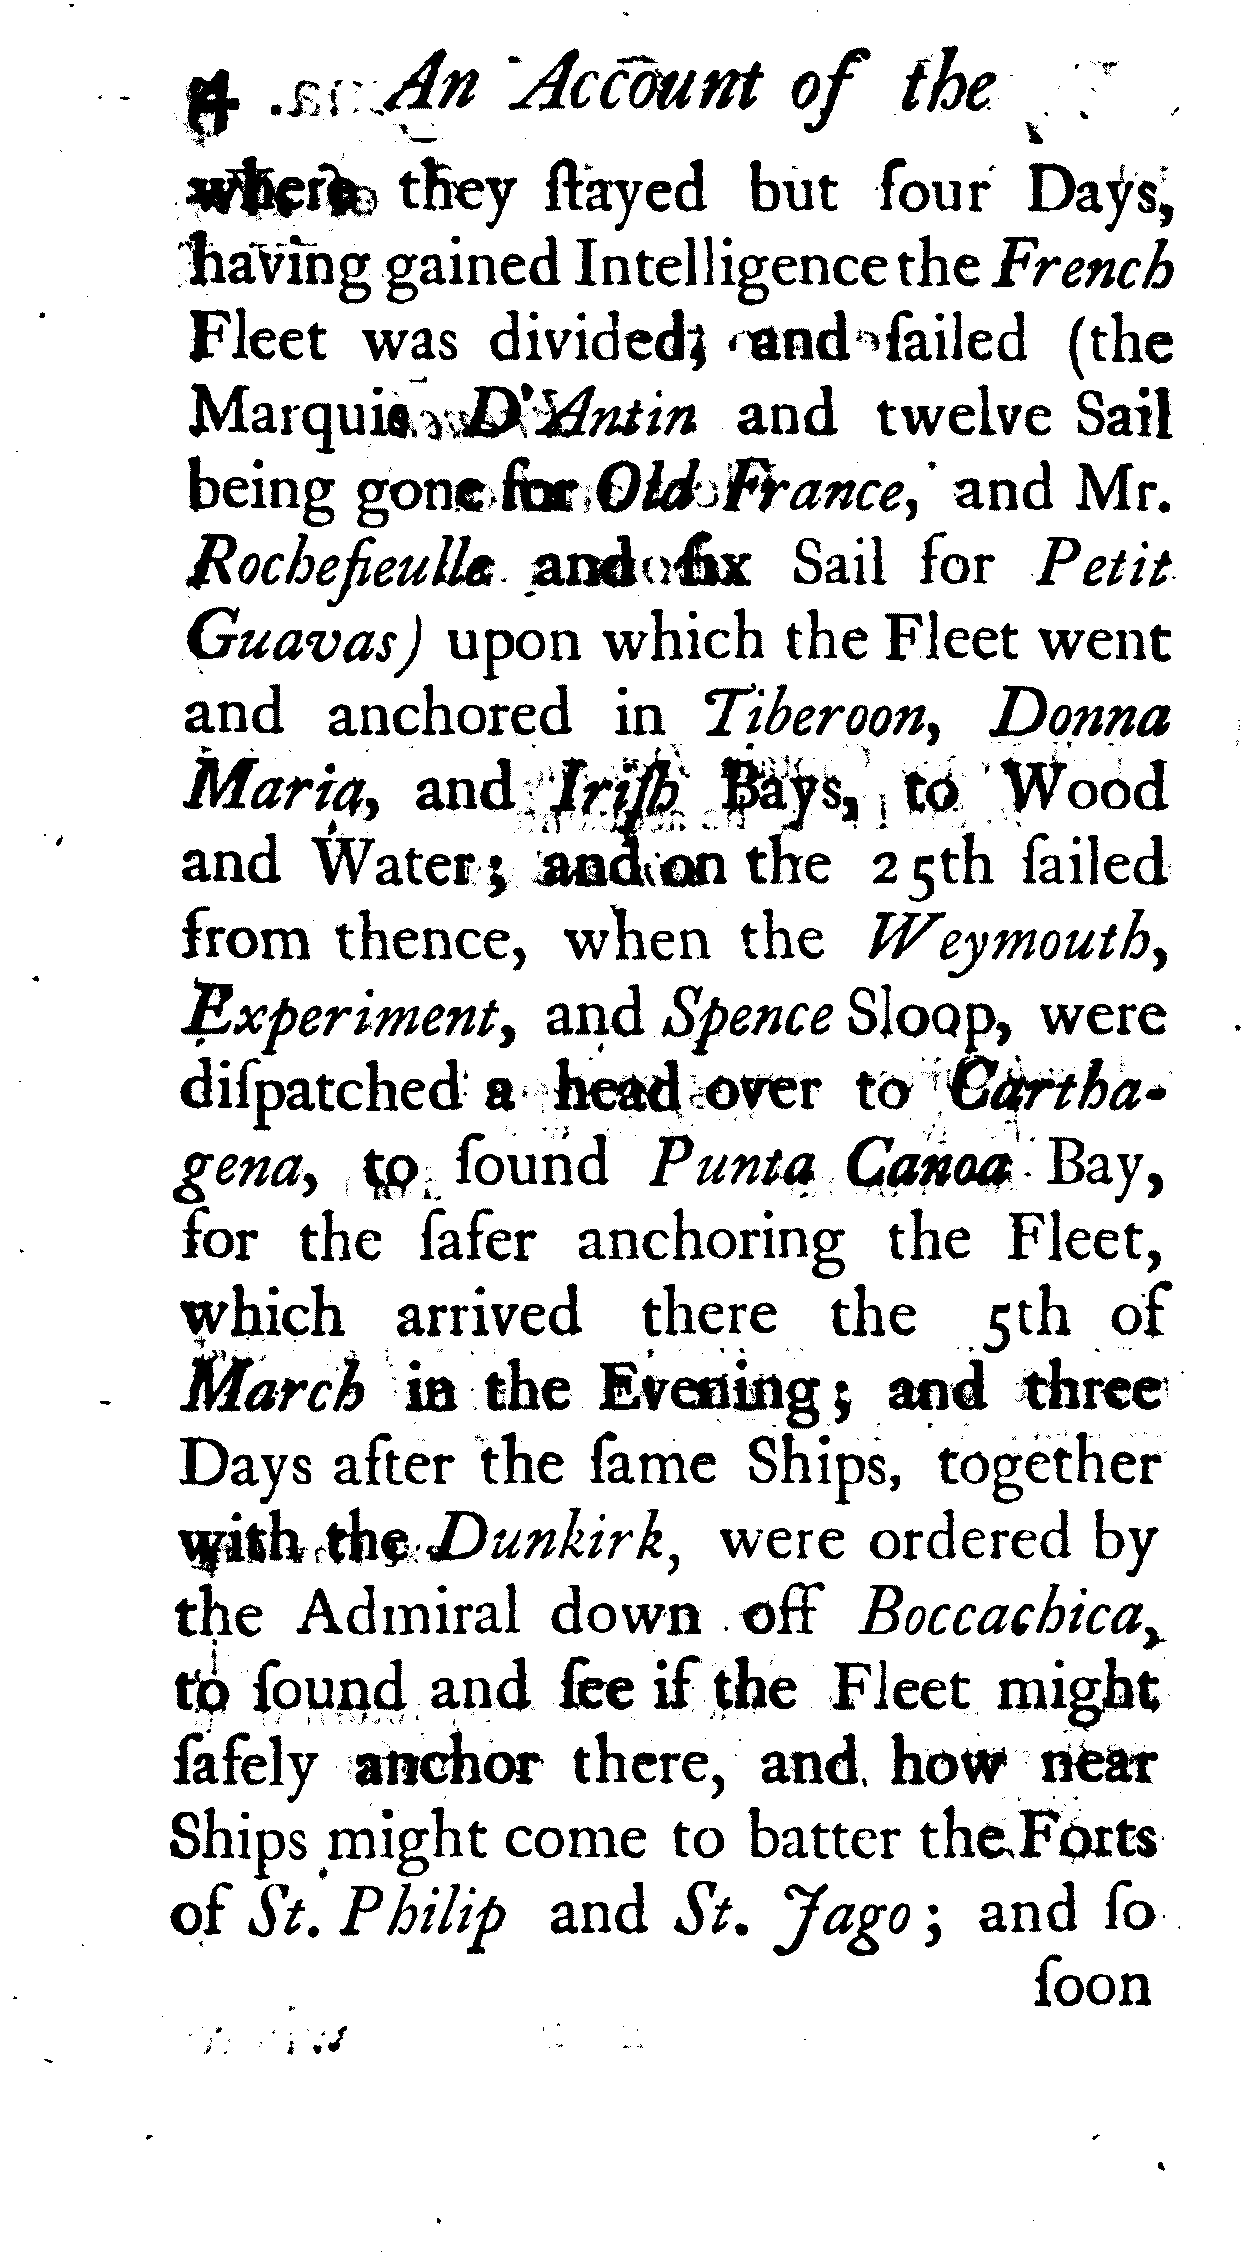 4 An Account of the
where they ſtayed but four Days,
having gained Intelligence the French
Fleet was divided; and ſailed (the
Marquis D'Antin and twelve Sail
being gone for Old France, and Mr.
Rochefieulle and ſix Sail for Petit
Guavas) upon which the Fleet went
and anchored in Tiberoon, Donna
Maria, and Iriſh Bays, to Wood
and Water; and on the 25th ſailed
from thence, when the Weymouth,
Experiment, and Spence Sloop, were
diſpatched a head over to Cartha-
gena, to ſound Punta Canoa Bay,
for the ſafer anchoring the Fleet,
which arrived there the 5th of
March in the Evening; and three
Days after the ſame Ships, together
with the Dunkirk, were ordered by
the Admiral down off Boccachica,
to ſound and ſee if the Fleet might
ſafely anchor there, and how near
Ships might come to batter the Forts
of St. Philip and St. Jago; and ſo
ſoon